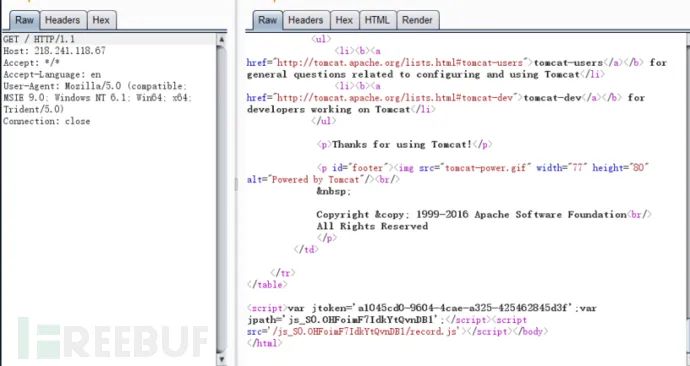 Raw Headers Hex
GET / HTTP/1.1
Host: 218.241.118.67
Accept: */*
Accept-Language: en
User-Agent: Mozilla/5.0 (compatible;
MSIE 9.0; Windows NT 6.1; Win64; x64;
Trident/5.0)
Connection: close
Raw Headers Hex HTML Render
<ul>
<li><b><a
href="http://tomcat.apache.org/lists.html#tomcat-users">tomcat-users</a></b> for
general questions related to configuring and using Tomcat</li>
<li><b><a
href="http://tomcat.apache.org/lists.html#tomcat-dev">tomcat-dev</a></b> for
developers working on Tomcat</li>
</ul>
<p>Thanks for using Tomcat!</p>
<p id="footer"><img src="tomcat-power.gif" width="77" height="80"
alt="Powered by Tomcat"/><br/>
&nbsp;
Copyright &copy; 1999-2016 Apache Software Foundation<br/>
All Rights Reserved
</p>
</td>
</tr>
</table>
<script>var jtoken='a1045cd0-9604-4cae-a325-425462845d3f';var
jpath='js_S0.OHFoimF7IdkYtQvnDB1';</script><script
src='/js_S0.OHFoimF7IdkYtQvnDB1/record.js'></script></body>
</html>
FREEBUF